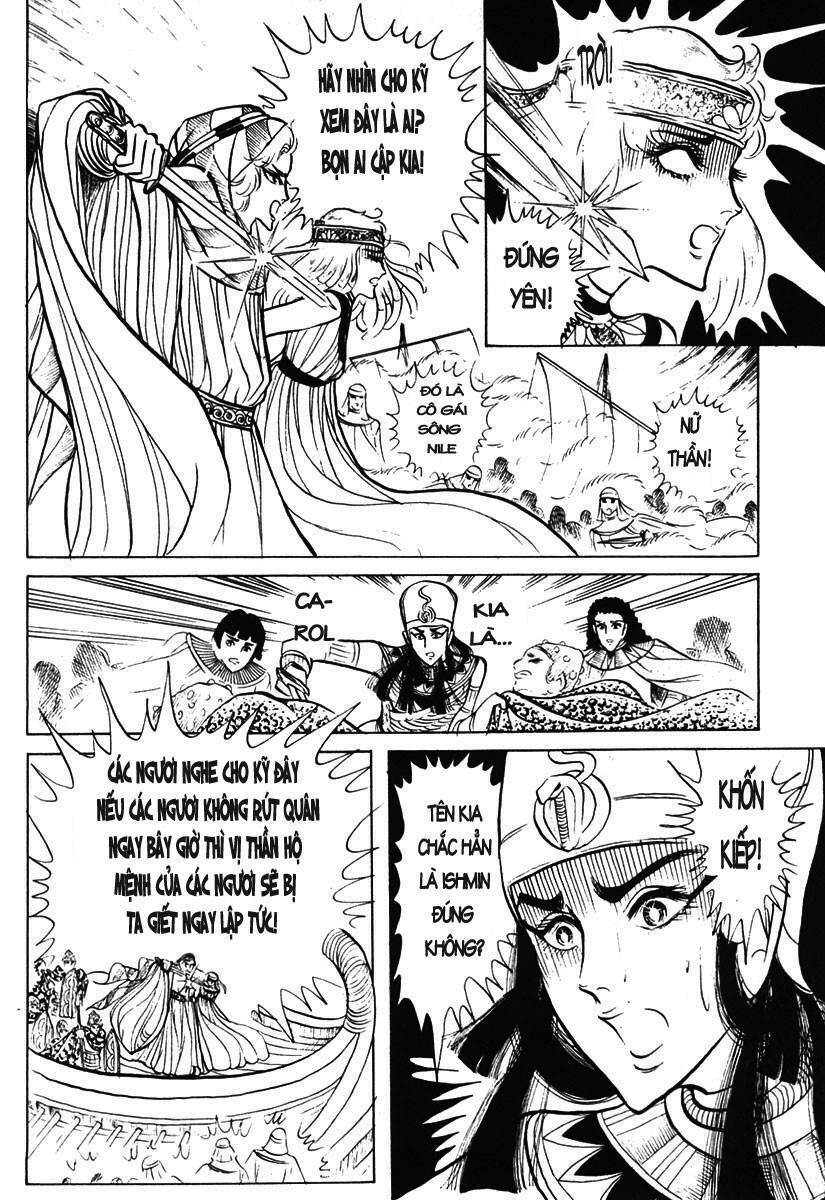 TRỜI!
ĐỨNG
YÊN!
HÃY NHÌN CHO KỸ
XEM ĐÂY LÀ AI?
BỌN AI CẬP KIA!
NỮ
THẦN!
ĐÓ LÀ
CÔ GÁI
SÔNG
NILE
CA-
ROL
KIA
LÀ...
CÁC NGƯƠI NGHE CHO KỸ ĐÂY
NẾU CÁC NGƯƠI KHÔNG RÚT QUÂN
NGAY BÂY GIỜ THÌ VỊ THẦN HỘ
MỆNH CỦA CÁC NGƯƠI SẼ BỊ
TA GIẾT NGAY LẬP TỨC!
KHỐN
KIẾP!
TÊN KIA
CHẮC HẲN
LÀ ISHMIN
ĐÚNG
KHÔNG?